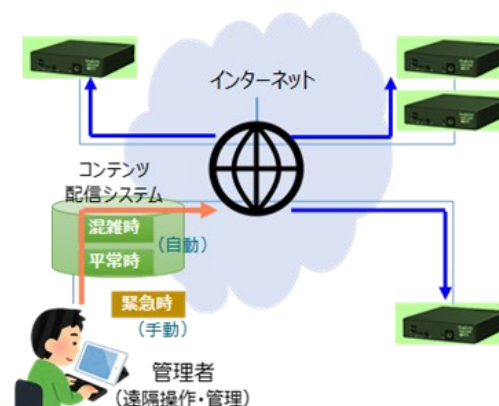 インターネット
コンテンツ
配信システム
混雑時
(自動)
平常時
緊急時
(手動)
管理者
(遠隔操作・管理)